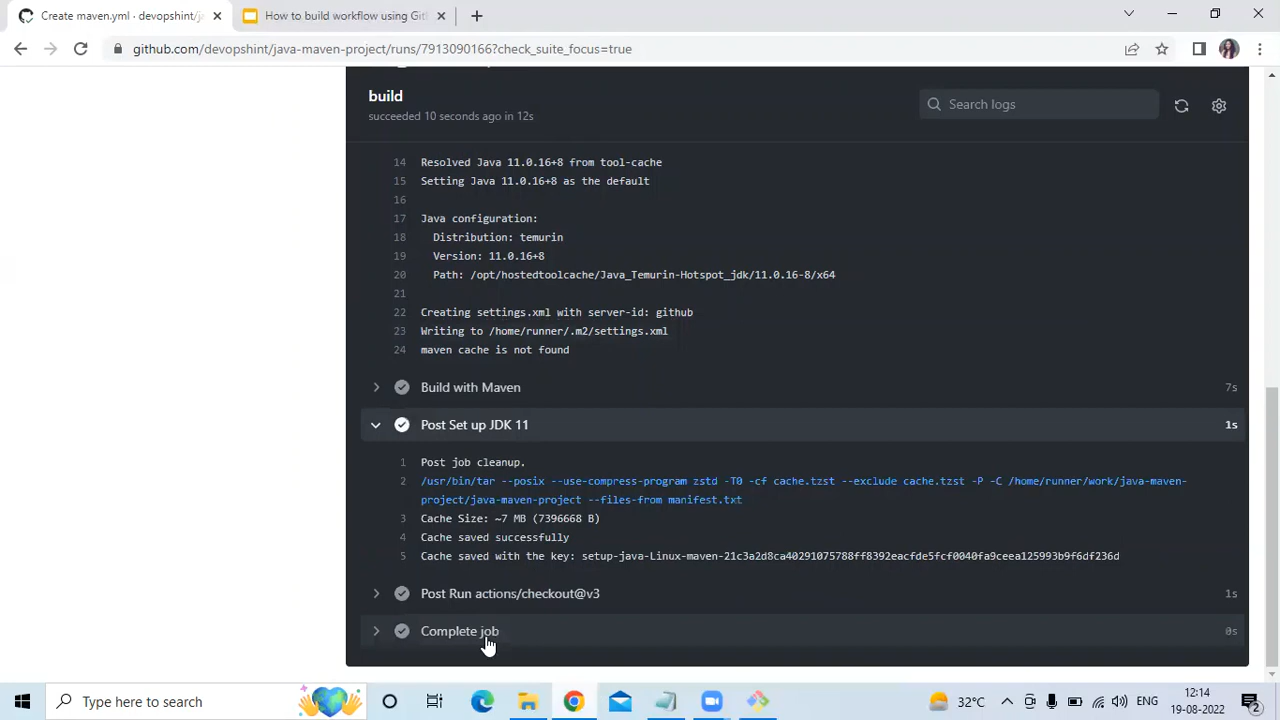 Create maven.yml · devopshint/j
How to build workflow using GitH
github.com/devopshint/java-maven-project/runs/7913090166?check_suite_focus=true
build
succeeded 10 seconds ago in 12s
Search logs
14 Resolved Java 11.0.16+8 from tool-cache
15 Setting Java 11.0.16+8 as the default
16
17 Java configuration:
18 Distribution: temurin
19 Version: 11.0.16+8
20 Path: /opt/hostedtoolcache/Java_Temurin-Hotspot_jdk/11.0.16-8/x64
21
22 Creating settings.xml with server-id: github
23 Writing to /home/runner/.m2/settings.xml
24 maven cache is not found
Build with Maven 7s
Post Set up JDK 11 1s
1 Post job cleanup.
2 /usr/bin/tar --posix --use-compress-program zstd -T0 -cf cache.tzst --exclude cache.tzst -P -C /home/runner/work/java-maven-
project/java-maven-project --files-from manifest.txt
3 Cache Size: ~7 MB (7396668 B)
4 Cache saved successfully
5 Cache saved with the key: setup-java-Linux-maven-21c3a2d8ca40291075788ff8392eacfde5fcf0040fa9ceea125993b9f6df236d
Post Run actions/checkout@v3 1s
Complete job 0s
Type here to search
32°C
12:14
19-08-2022
2